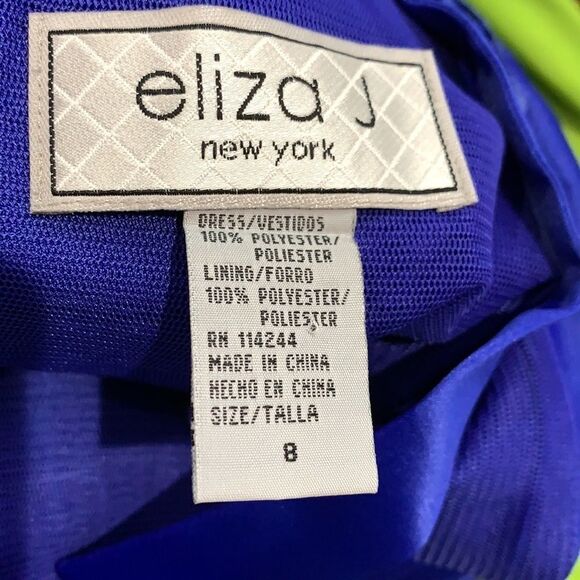 eliza J
new york
DRESS/VESTIDOS
100% POLYESTER/
POLIESTER
LINING/FORRO
100% POLYESTER/
POLIESTER
RN 114244
MADE IN CHINA
HECHO EN CHINA
SIZE/TALLA
8